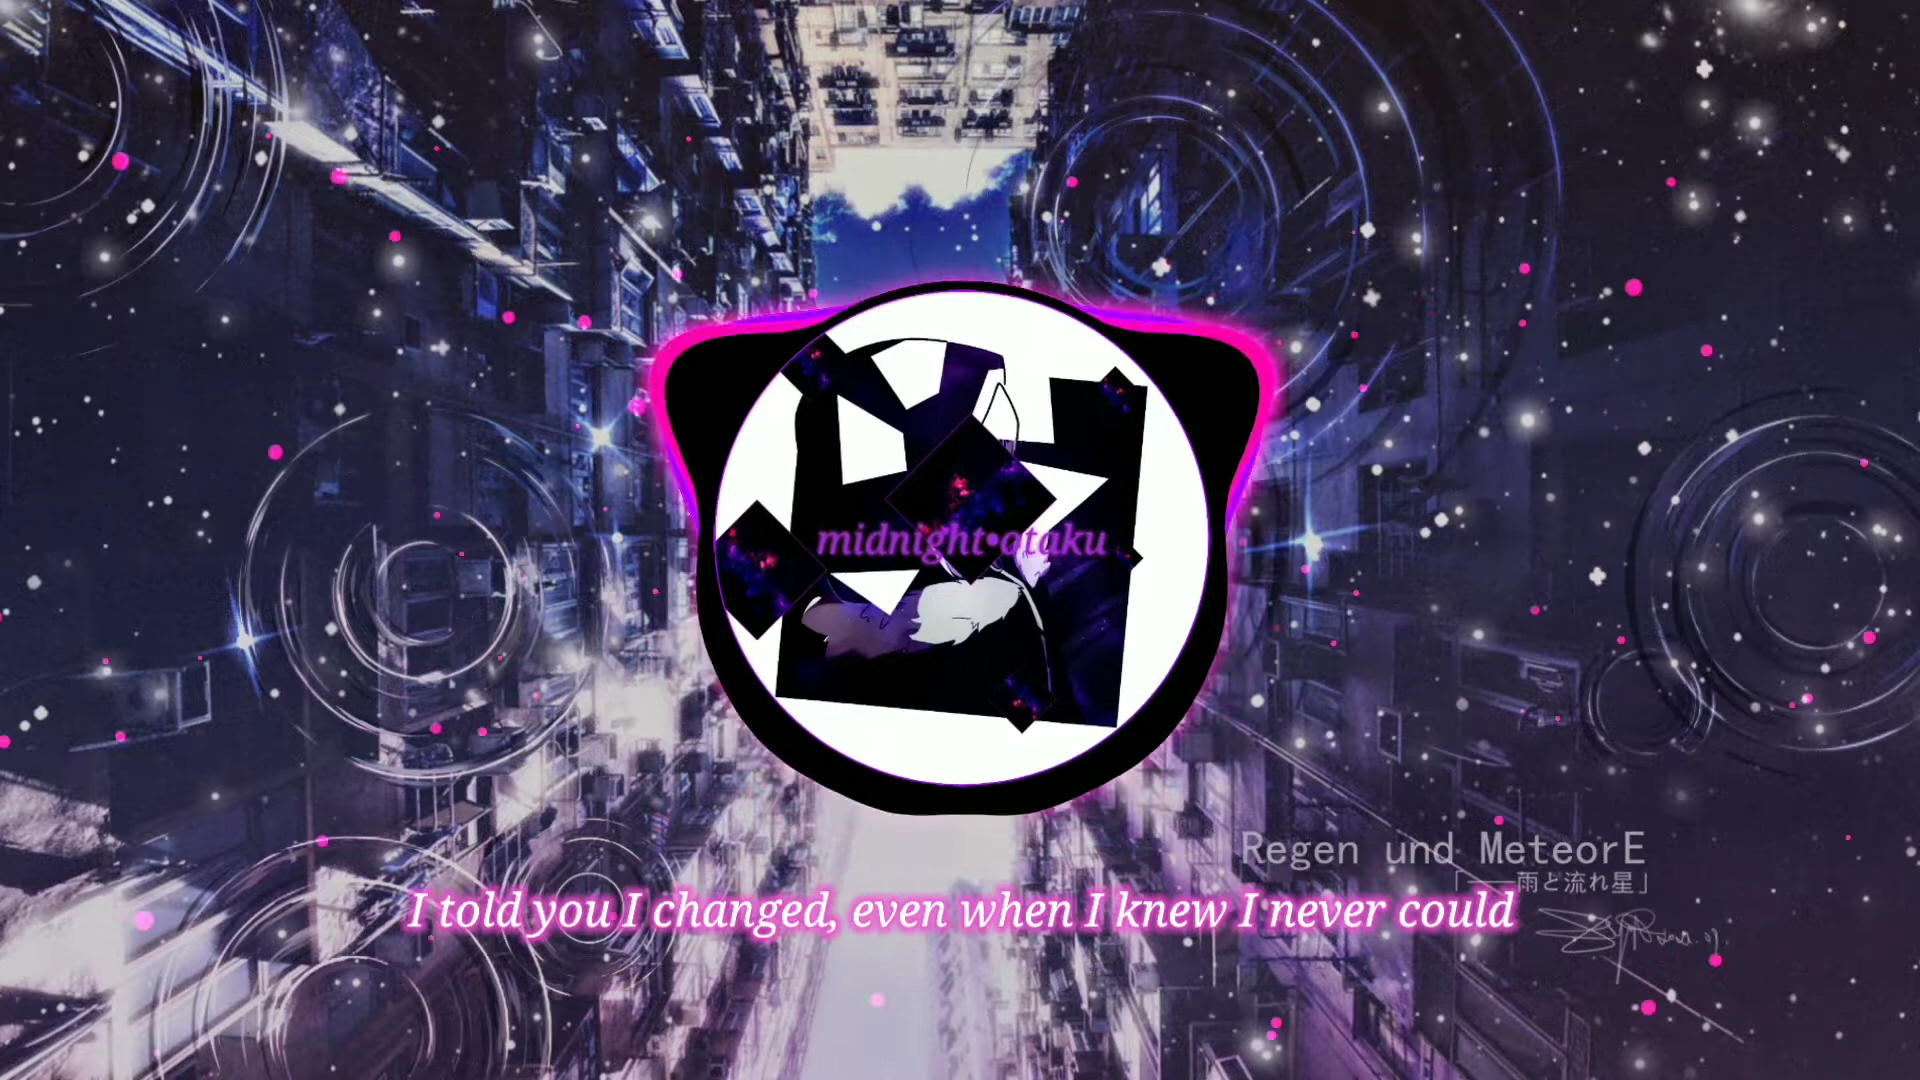 midnight•otaku
Regen und MeteorE
「——雨と流れ星」
I told you I changed, even when I knew I never could